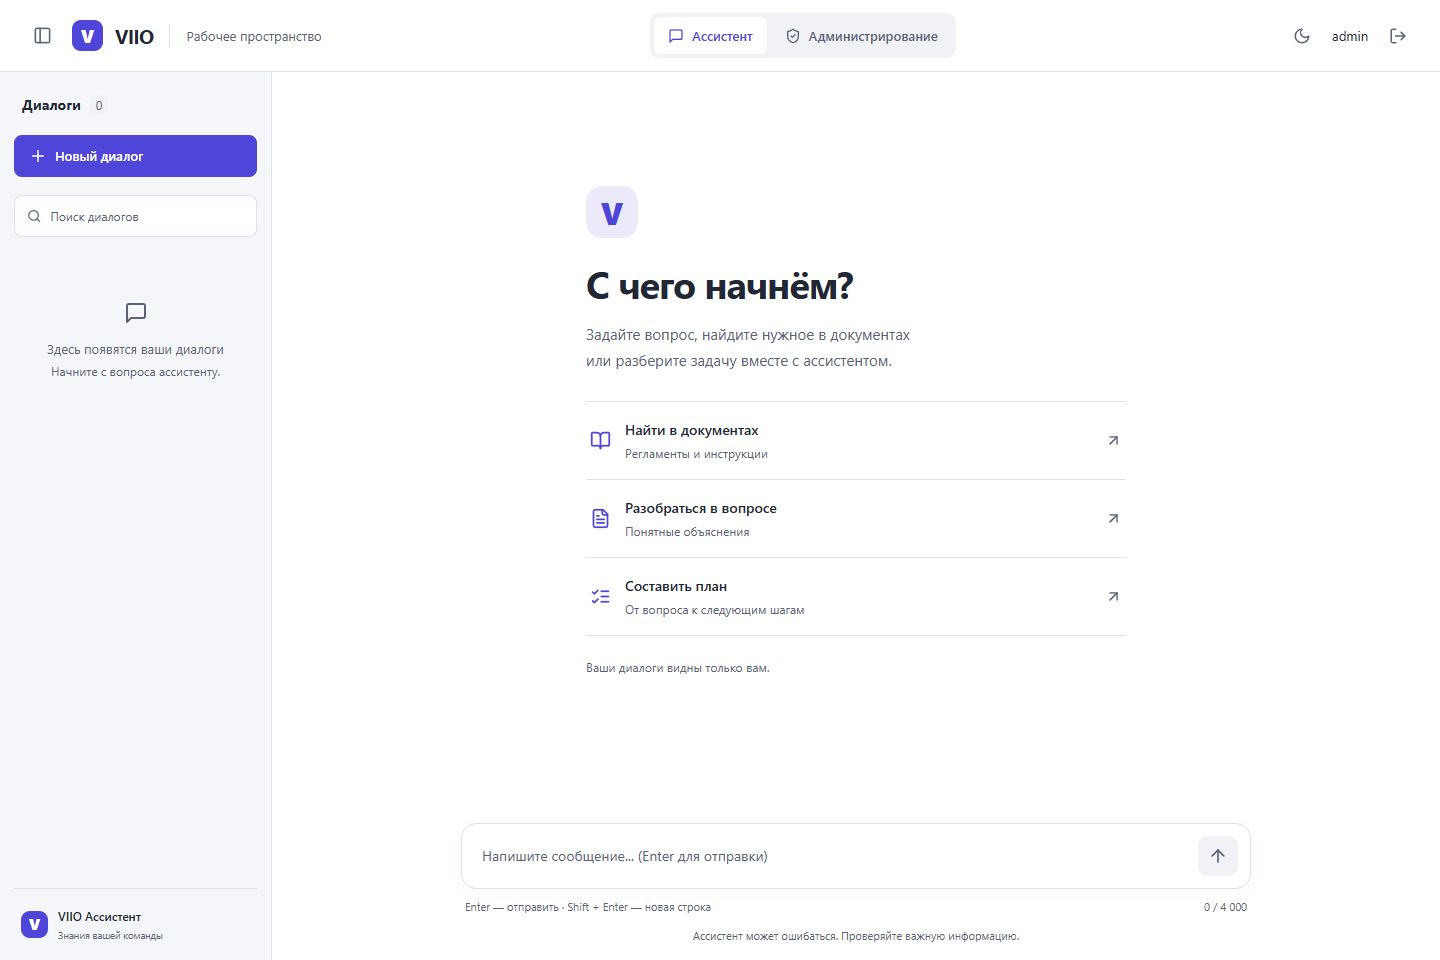 V VIIO Рабочее пространство
Ассистент
Администрирование
admin
Диалоги 0
Новый диалог
Поиск диалогов
Здесь появятся ваши диалоги
Начните с вопроса ассистенту.
V VIIO Ассистент
Знания вашей команды
V
С чего начнём?
Задайте вопрос, найдите нужное в документах
или разберите задачу вместе с ассистентом.
Найти в документах
Регламенты и инструкции
Разобраться в вопросе
Понятные объяснения
Составить план
От вопроса к следующим шагам
Ваши диалоги видны только вам.
Напишите сообщение... (Enter для отправки)
Enter — отправить · Shift + Enter — новая строка
0 / 4 000
Ассистент может ошибаться. Проверяйте важную информацию.